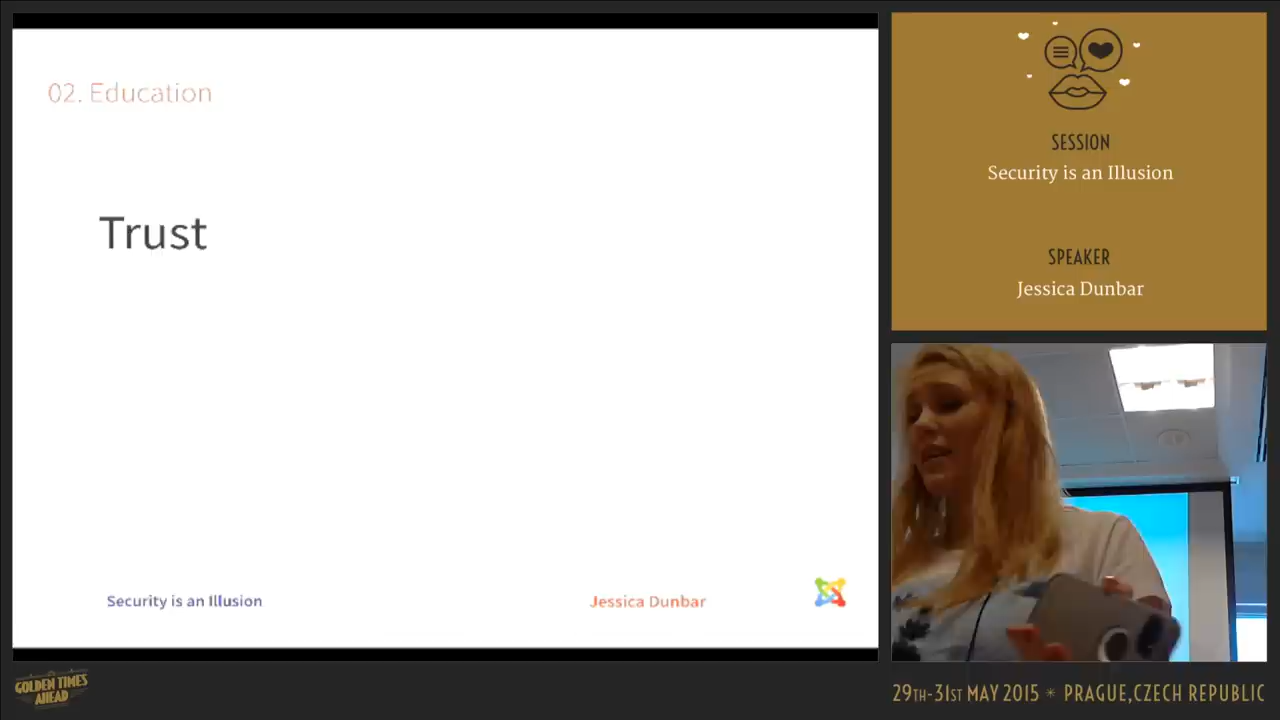 02. Education
Trust
Security is an Illusion
Jessica Dunbar
SESSION
Security is an Illusion
SPEAKER
Jessica Dunbar
GOLDEN TIMES
AHEAD
29TH-31ST MAY 2015 * PRAGUE,CZECH REPUBLIC